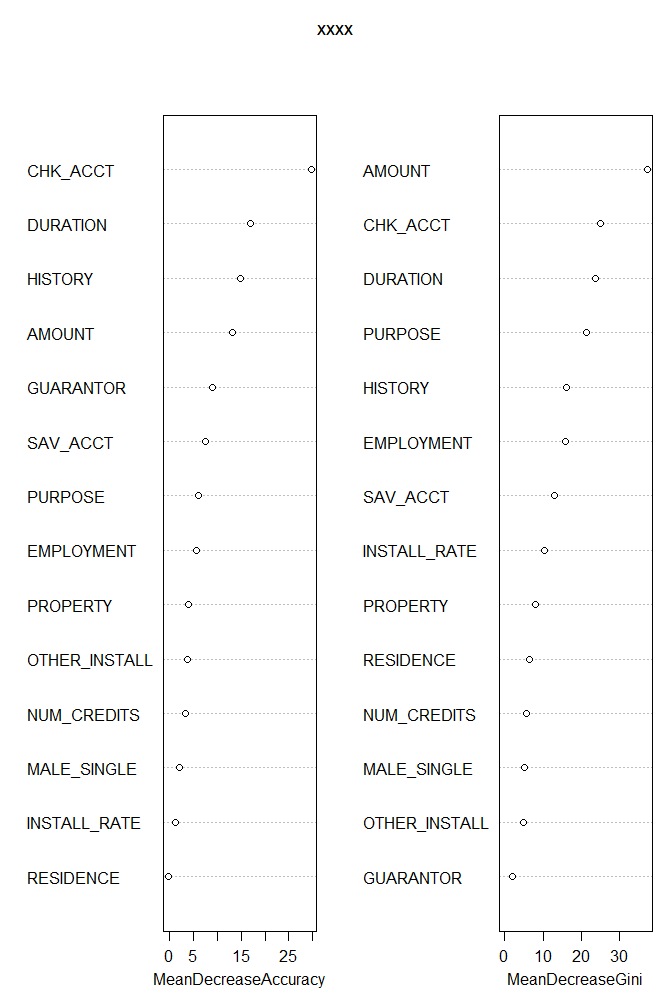 xxxx
CHK_ACCT
DURATION
HISTORY
AMOUNT
GUARANTOR
SAV_ACCT
PURPOSE
EMPLOYMENT
PROPERTY
OTHER_INSTALL
NUM_CREDITS
MALE_SINGLE
INSTALL_RATE
RESIDENCE
0 5 15 25
MeanDecreaseAccuracy
AMOUNT
CHK_ACCT
DURATION
PURPOSE
HISTORY
EMPLOYMENT
SAV_ACCT
INSTALL_RATE
PROPERTY
RESIDENCE
NUM_CREDITS
MALE_SINGLE
OTHER_INSTALL
GUARANTOR
0 10 20 30
MeanDecreaseGini